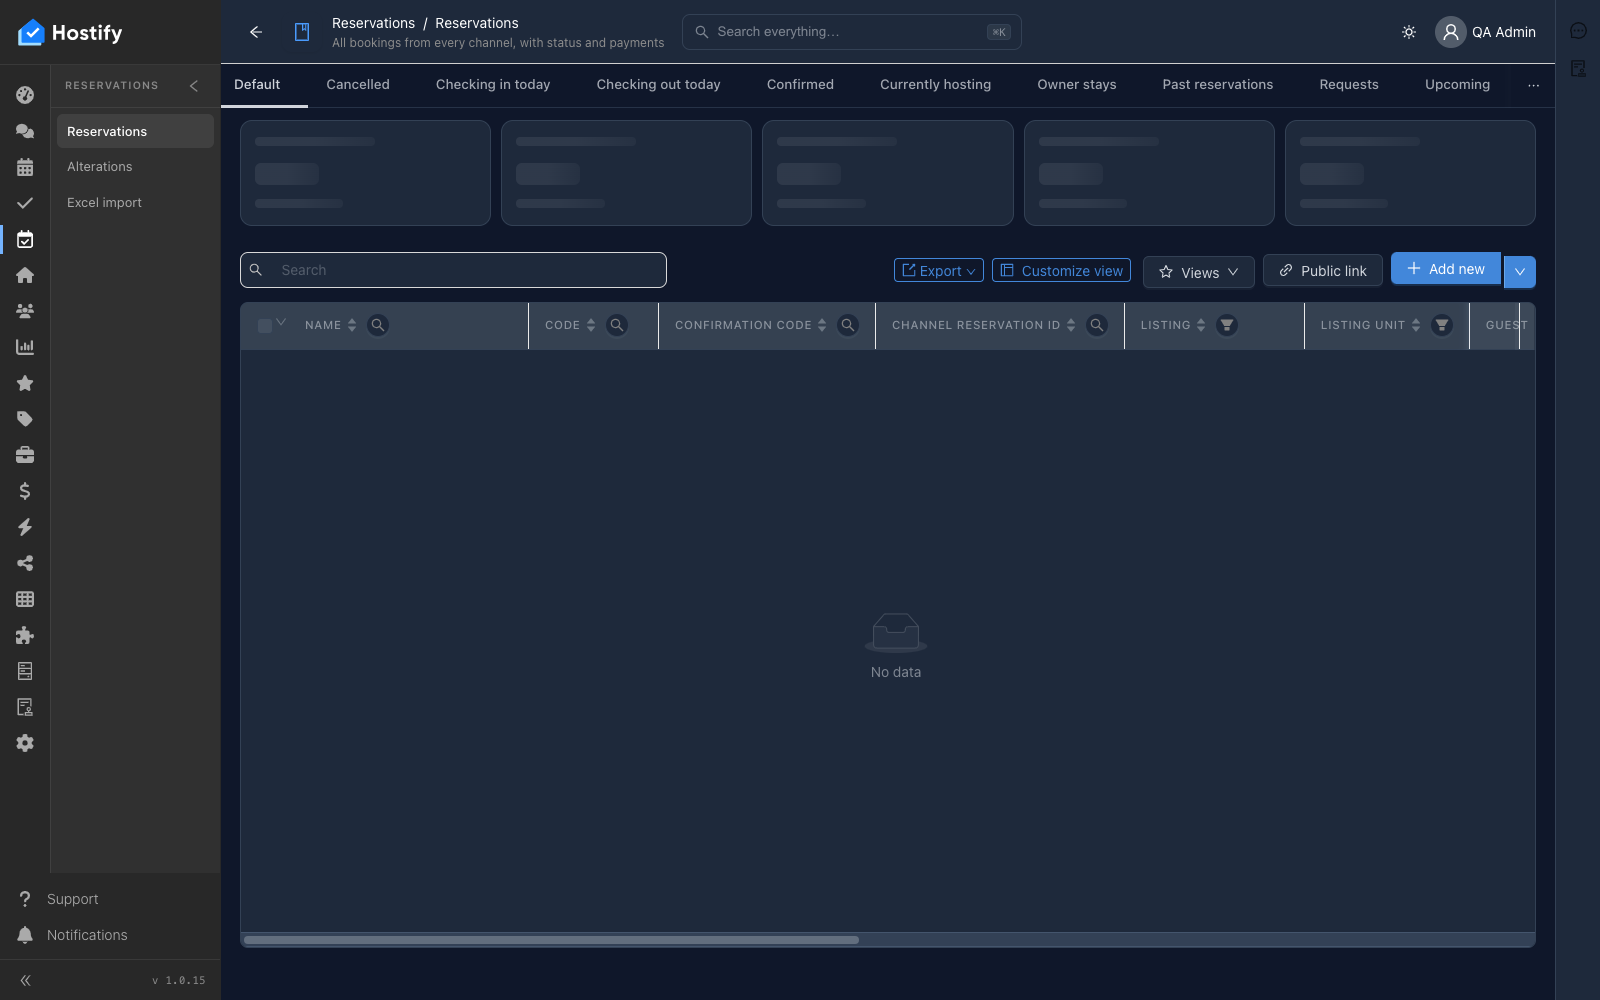 Hostify
Reservations / Reservations
All bookings from every channel, with status and payments
Search everything...
⌘K
QA Admin
RESERVATIONS
Reservations
Alterations
Excel import
Default
Cancelled
Checking in today
Checking out today
Confirmed
Currently hosting
Owner stays
Past reservations
Requests
Upcoming
Search
Export
Customize view
Views
Public link
Add new
NAME
CODE
CONFIRMATION CODE
CHANNEL RESERVATION ID
LISTING
LISTING UNIT
GUEST
No data
Support
Notifications
v 1.0.15